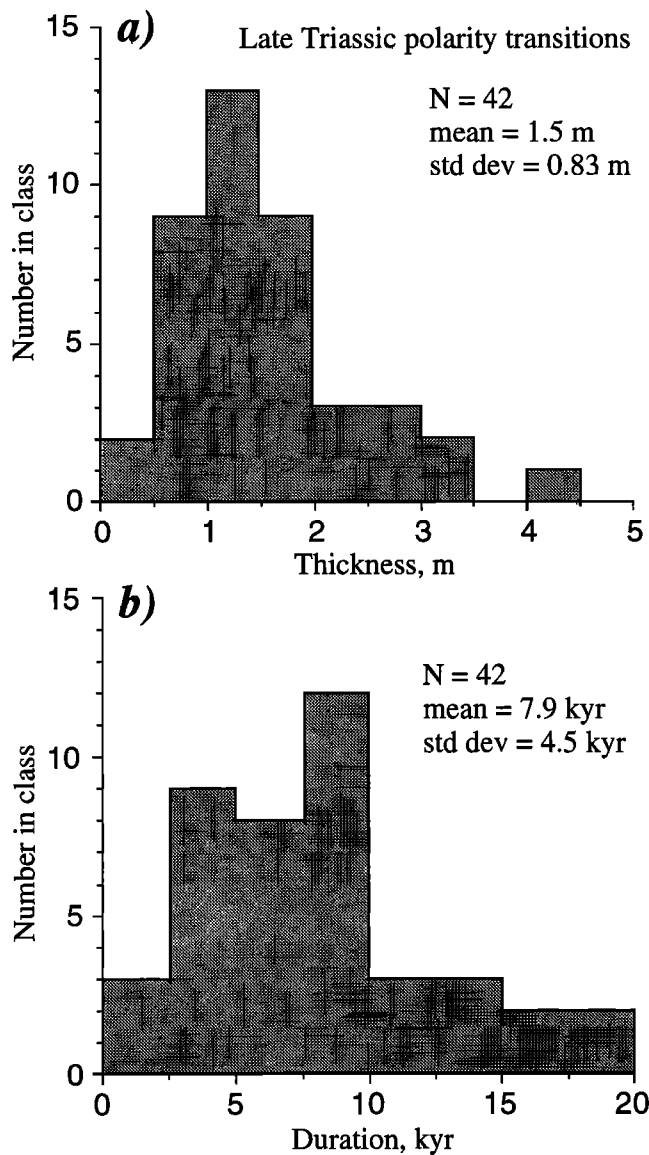 a) Late Triassic polarity transitions
N = 42
mean = 1.5 m
std dev = 0.83 m
15
10
5
0
Number in class
0 1 2 3 4 5
Thickness, m
b)
N = 42
mean = 7.9 kyr
std dev = 4.5 kyr
15
10
5
0
Number in class
0 5 10 15 20
Duration, kyr